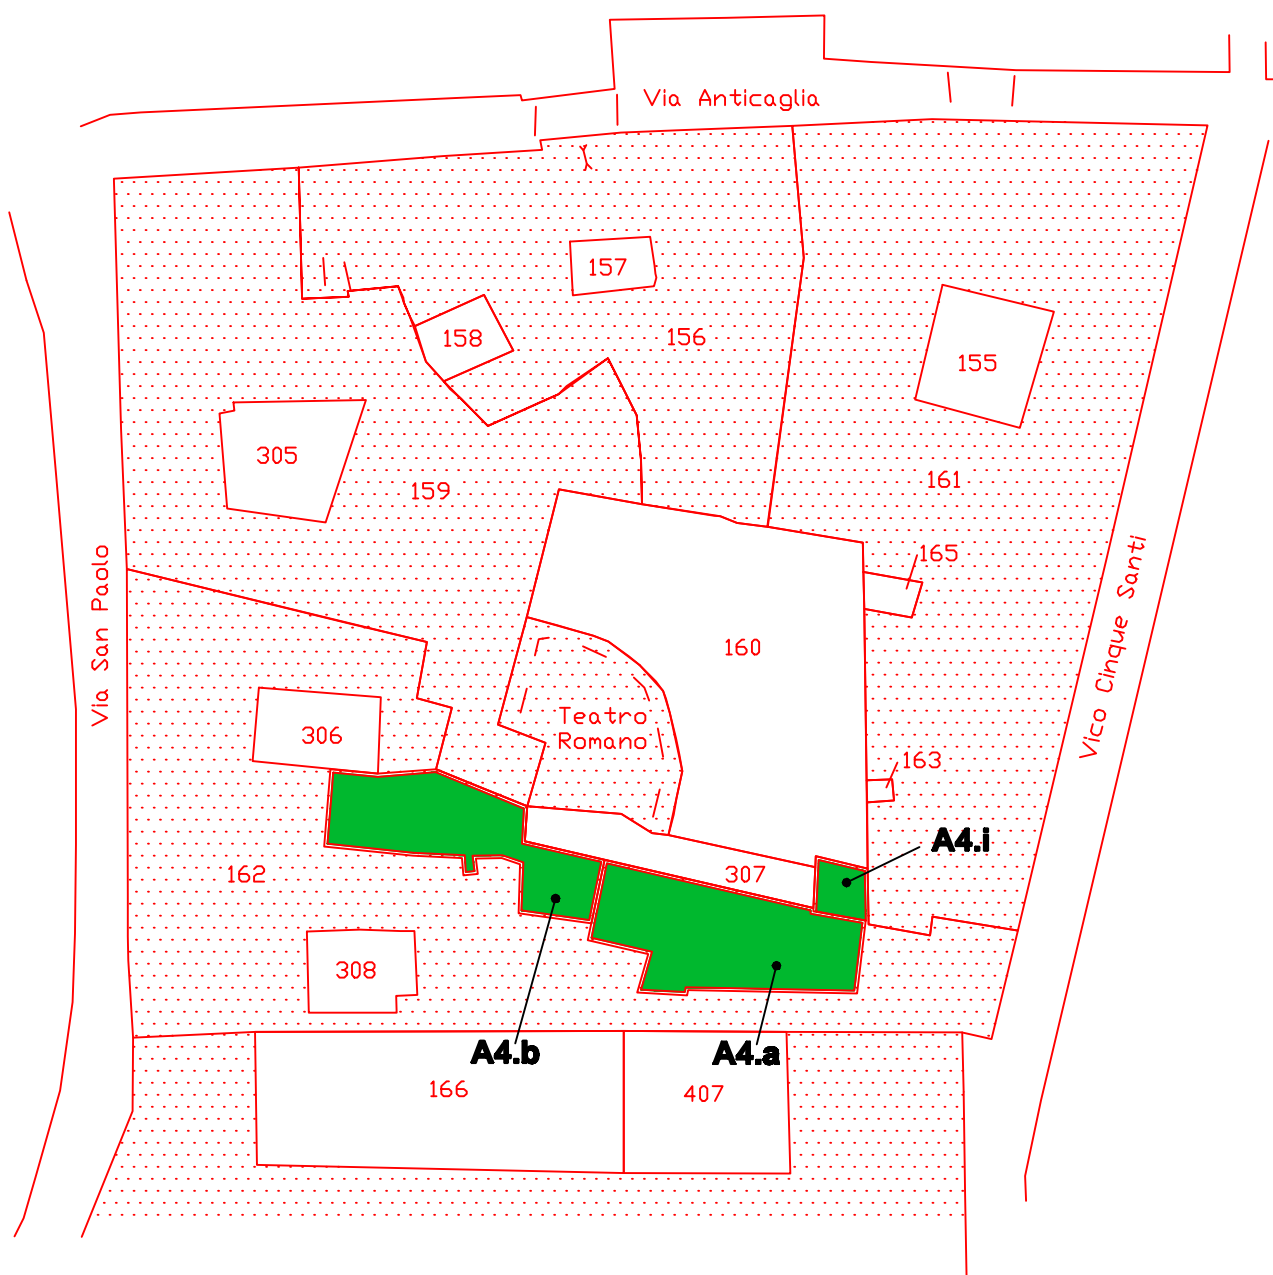 Via Anticaglia
157
158
156
155
305
159
161
165
Via San Paolo
Vico Cinque Santi
160
Teatro
Romano
306
163
A4.i
162
307
308
A4.b
A4.a
166
407